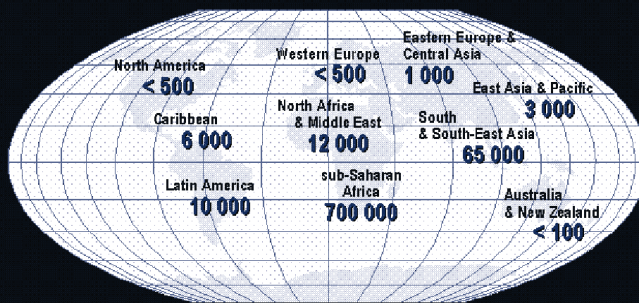 Eastern Europe &
Central Asia
1 000
Western Europe
< 500
North America
< 500
East Asia & Pacific
3 000
North Africa
& Middle East
12 000
Caribbean
6 000
South
& South-East Asia
65 000
sub-Saharan
Africa
700 000
Latin America
10 000
Australia
& New Zealand
< 100